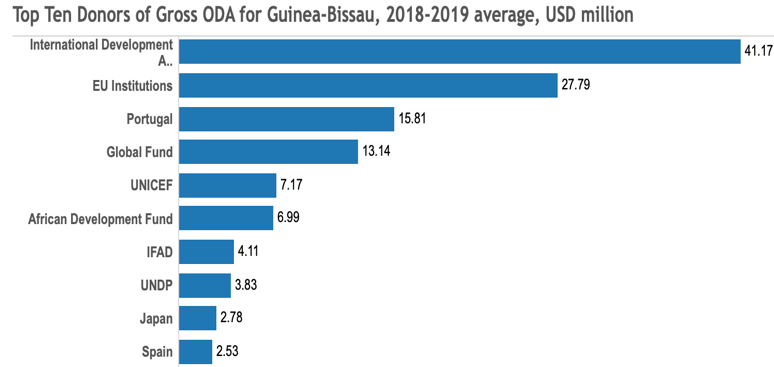 Top Ten Donors of Gross ODA for Guinea-Bissau, 2018-2019 average, USD million
International Development
A..
41.17
EU Institutions
27.79
Portugal
15.81
Global Fund
13.14
UNICEF
7.17
African Development Fund
6.99
IFAD
4.11
UNDP
3.83
Japan
2.78
Spain
2.53